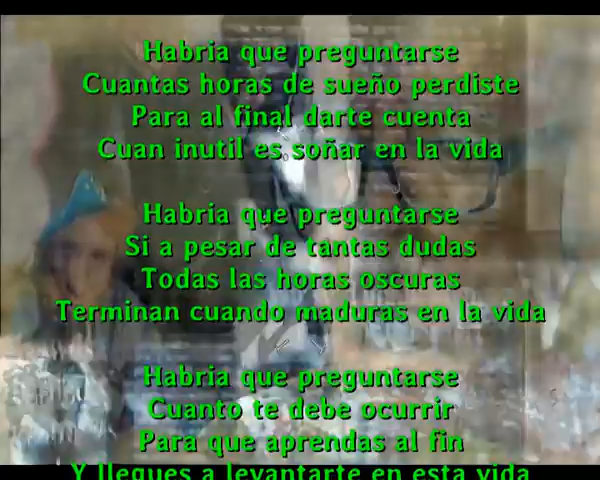 Habria que preguntarse
Cuantas horas de sueño perdiste
Para al final darte cuenta
Cuan inutil es soñar en la vida
Habria que preguntarse
Si a pesar de tantas dudas
Todas las horas oscuras
Terminan cuando maduras en la vida
Habria que preguntarse
Cuanto te debe ocurrir
Para que aprendas al fin
Y llegues a levantarte en esta vida